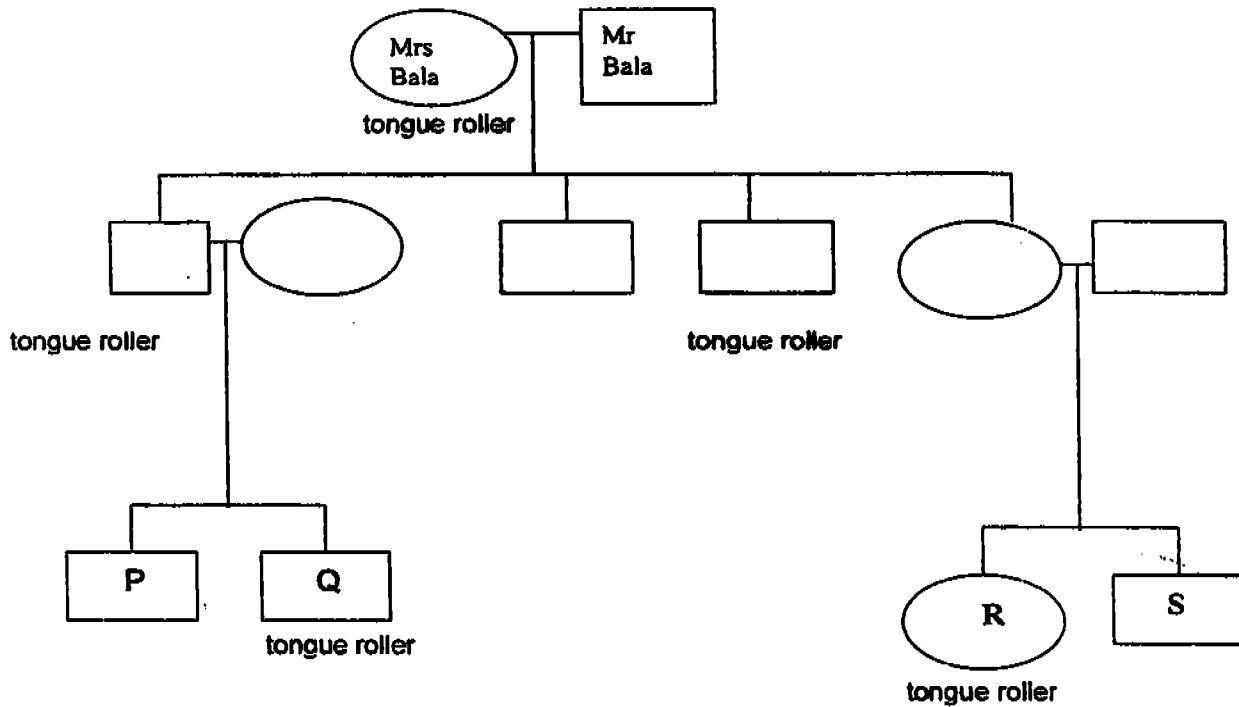 Mrs
Bala
Mr
Bala
tongue roller
tongue roller
tongue roller
P
Q
tongue roller
R
S
tongue roller